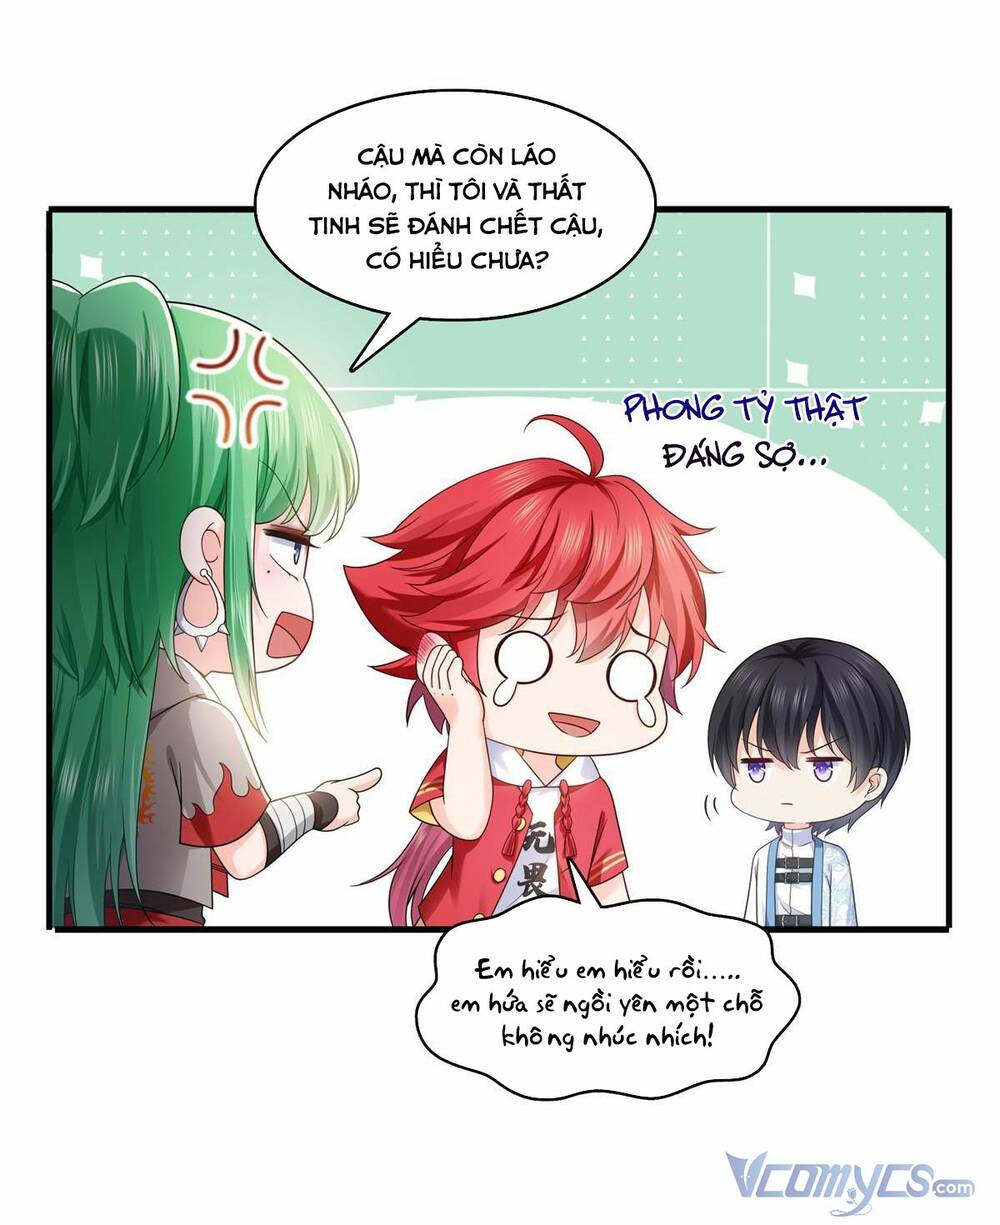 CẬU MÀ CÒN LÁO
NHÁO, THÌ TÔI VÀ THẤT
TINH SẼ ĐÁNH CHẾT CẬU,
CÓ HIỂU CHƯA?
PHONG TỶ THẬT
ĐÁNG SỢ...
无
畏
Em hiểu em hiểu rồi.....
em hứa sẽ ngồi yên một chỗ
không nhúc nhích!
VCOMYCS.com